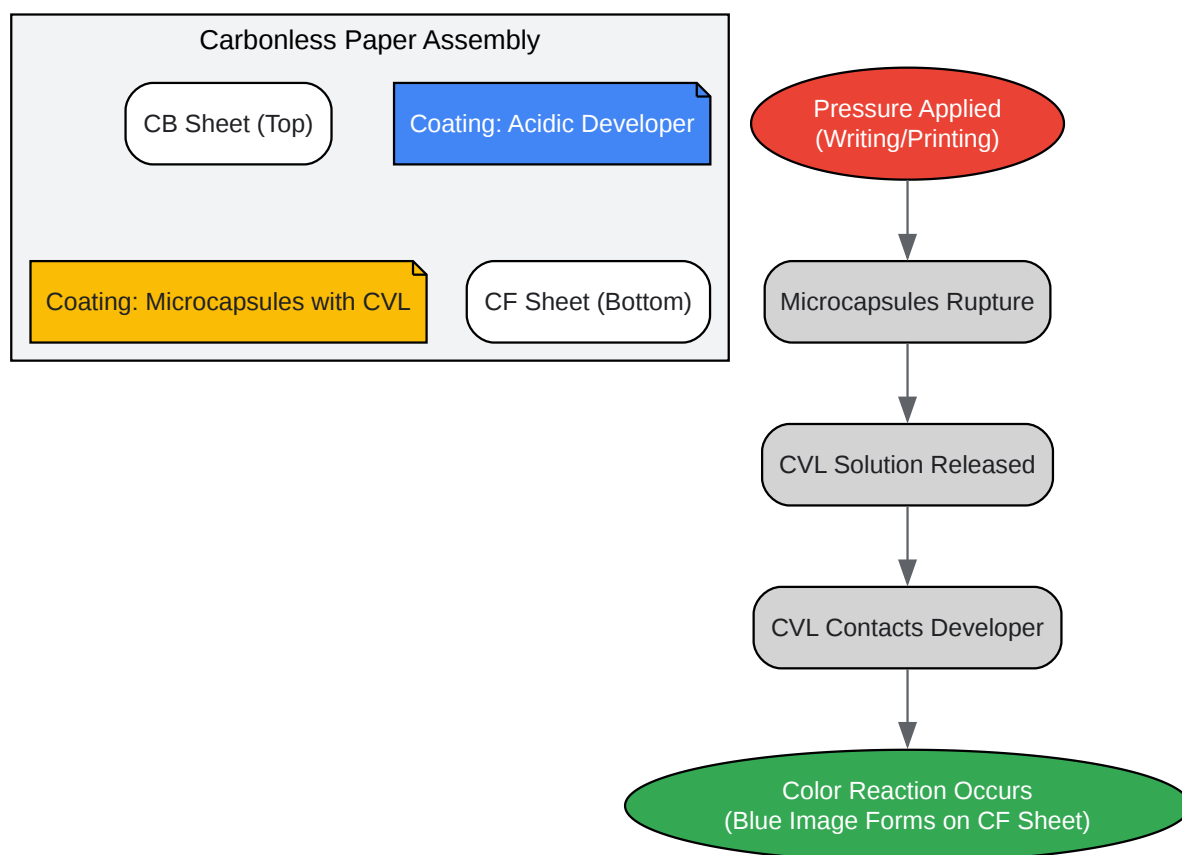 Carbonless Paper Assembly
CB Sheet (Top)
Coating: Acidic Developer
Coating: Microcapsules with CVL
CF Sheet (Bottom)
Pressure Applied
(Writing/Printing)
Microcapsules Rupture
CVL Solution Released
CVL Contacts Developer
Color Reaction Occurs
(Blue Image Forms on CF Sheet)